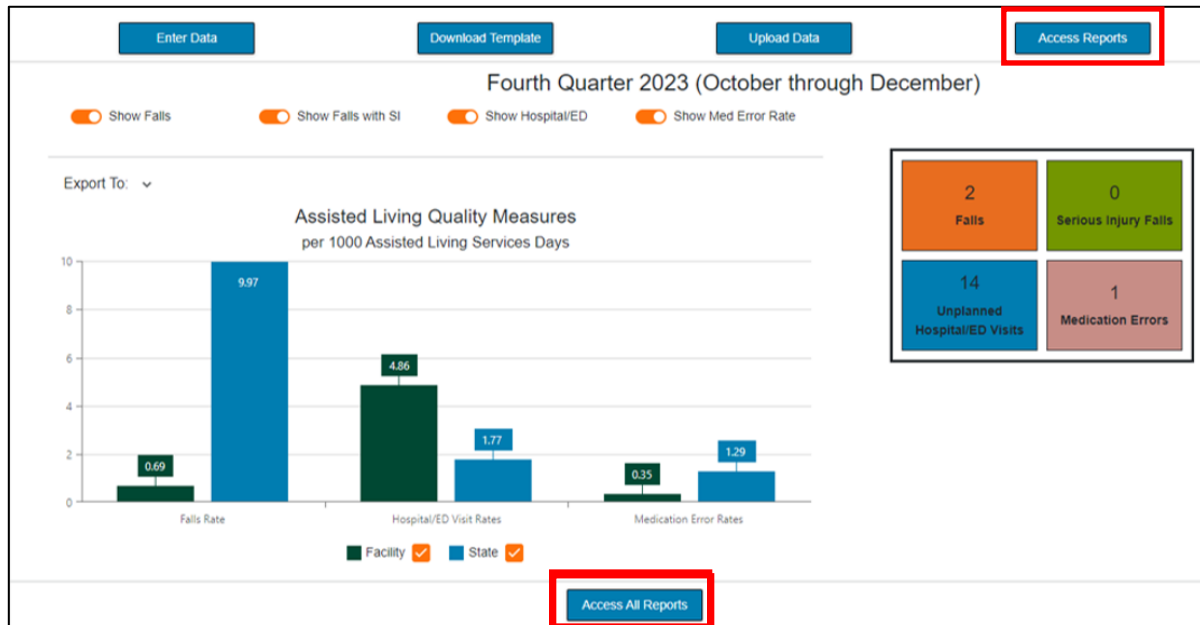 Enter Data
Download Template
Upload Data
Access Reports
Fourth Quarter 2023 (October through December)
Show Falls
Show Falls with SI
Show Hospital/ED
Show Med Error Rate
Export To:
Assisted Living Quality Measures
per 1000 Assisted Living Services Days
10
8
6
4
2
0
9.97
4.86
1.77
1.29
0.69
0.35
Falls Rate
Hospital/ED Visit Rates
Medication Error Rates
Facility
State
2
Falls
0
Serious Injury Falls
14
Unplanned
Hospital/ED Visits
1
Medication Errors
Access All Reports